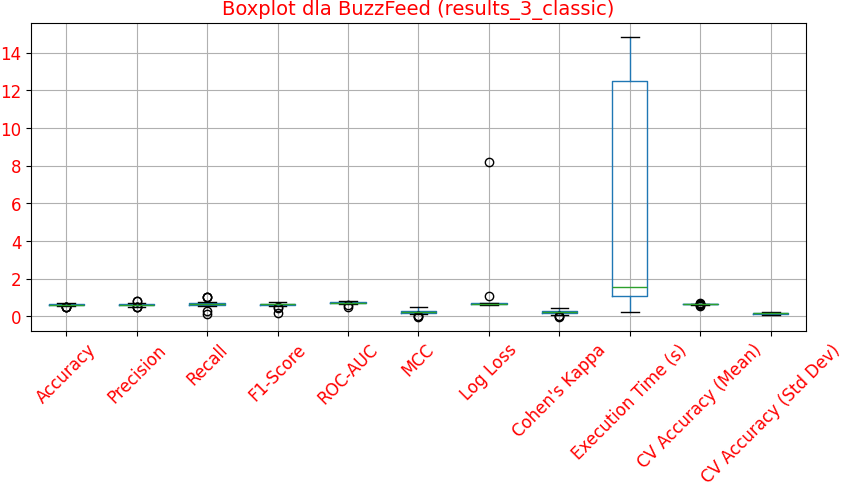 Boxplot dla BuzzFeed (results_3_classic)
14
12
10
8
6
4
2
0
Accuracy
Precision
Recall
F1-Score
ROC-AUC
MCC
Log Loss
Cohen's Kappa
Execution Time (s)
CV Accuracy (Mean)
CV Accuracy (Std Dev)